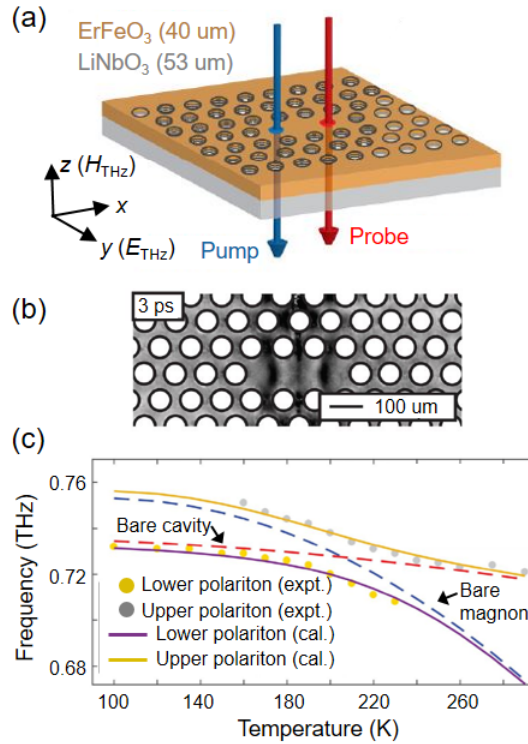 (a)
ErFeO₃ (40 um)
LiNbO₃ (53 um)
z (H_THz)
x
y (E_THz)
Pump
Probe
(b)
3 ps
100 um
(c)
Frequency (THz)
0.76
0.72
0.68
Bare cavity
Bare
magnon
Lower polariton (expt.)
Upper polariton (expt.)
Lower polariton (cal.)
Upper polariton (cal.)
100 140 180 220 260
Temperature (K)